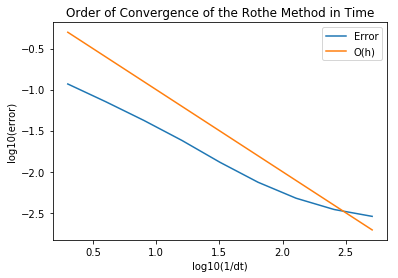 Order of Convergence of the Rothe Method in Time
Error
O(h)
−0.5
−1.0
−1.5
−2.0
−2.5
log10(error)
0.5
1.0
1.5
2.0
2.5
log10(1/dt)